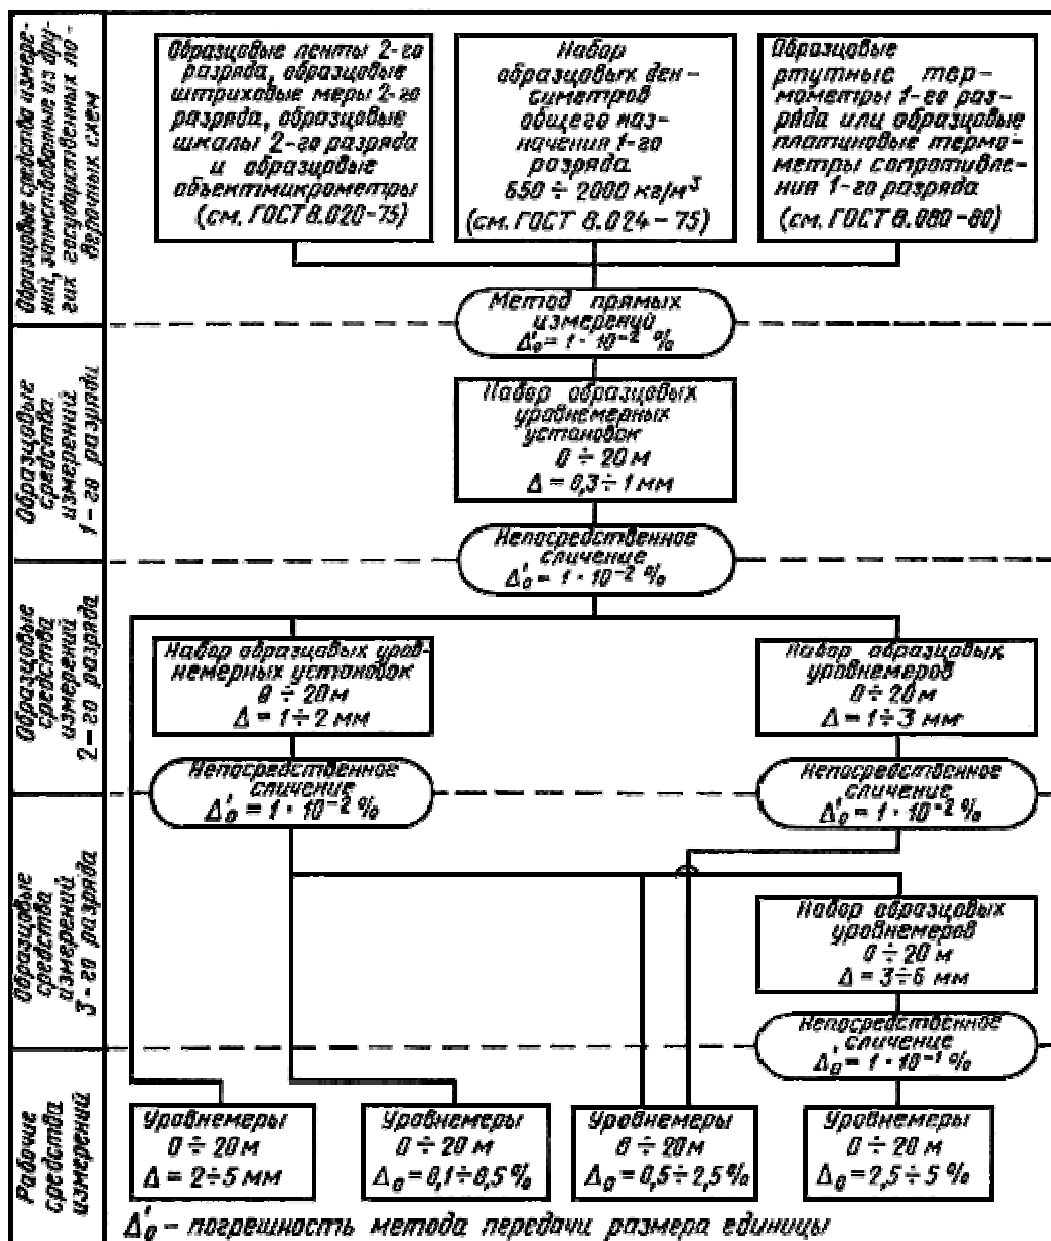 Образцовые средства измере-
ний, заимствованные из дру-
гих государственных по-
верочных схем
Образцовые ленты 2-го
разряда, образцовые
штриховые меры 2-го
разряда, образцовые
шкалы 2-го разряда
и образцовые
объектмикрометры
(см. ГОСТ 8.020-75)
Набор
образцовых ден-
симетров
общего наз-
начения 1-го
разряда
650 ÷ 2000 кг/м³
(см. ГОСТ 8.024-75)
Образцовые
ртутные тер-
мометры 1-го раз-
ряда или образцовые
платиновые термо-
метры сопротивле-
ния 1-го разряда
(см. ГОСТ 8.080-80)
Метод прямых
измерений
Δ'₀ = 1 · 10⁻² %
Образцовые
средства
измерений
1-го разряда
Набор образцовых
уровнемерных
установок
0 ÷ 20 м
Δ = 0,3 ÷ 1 мм
Непосредственное
сличение
Δ'₀ = 1 · 10⁻² %
Образцовые
средства
измерений
2-го разряда
Набор образцовых уров-
немерных установок
0 ÷ 20 м
Δ = 1 ÷ 2 мм
Набор образцовых
уровнемеров
0 ÷ 20 м
Δ = 1 ÷ 3 мм
Непосредственное
сличение
Δ'₀ = 1 · 10⁻² %
Непосредственное
сличение
Δ'₀ = 1 · 10⁻² %
Образцовые
средства
измерений
3-го разряда
Набор образцовых
уровнемеров
0 ÷ 20 м
Δ = 3 ÷ 6 мм
Непосредственное
сличение
Δ'₀ = 1 · 10⁻¹ %
Рабочие
средства
измерений
Уровнемеры
0 ÷ 20 м
Δ = 2 ÷ 5 мм
Уровнемеры
0 ÷ 20 м
Δ₀ = 0,1 ÷ 0,5 %
Уровнемеры
0 ÷ 20 м
Δ₀ = 0,5 ÷ 2,5 %
Уровнемеры
0 ÷ 20 м
Δ₀ = 2,5 ÷ 5 %
Δ'₀ - погрешность метода передачи размера единицы